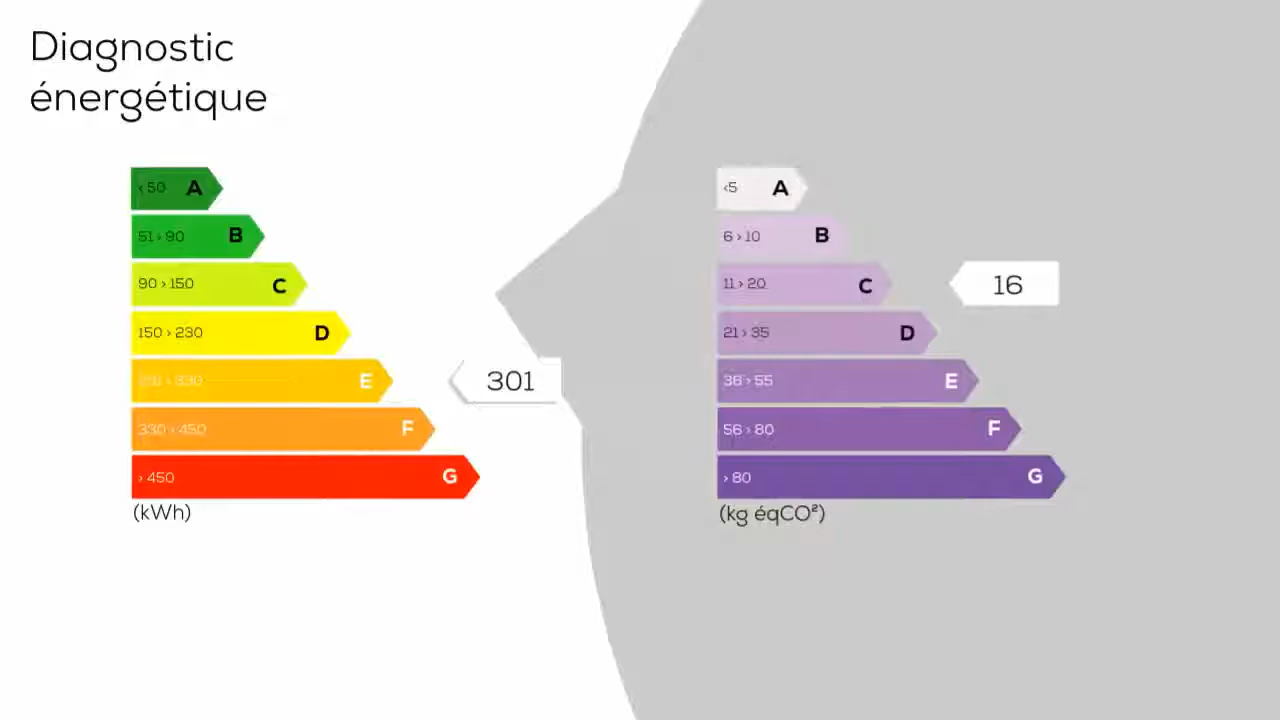 Diagnostic
énergétique
< 50 A
51 > 90 B
90 > 150 C
150 > 230 D
E
301
330 > 450 F
> 450 G
(kWh)
<5 A
6 > 10 B
11 > 20 C
16
21 > 35 D
36 > 55 E
56 > 80 F
> 80 G
(kg éqCO²)